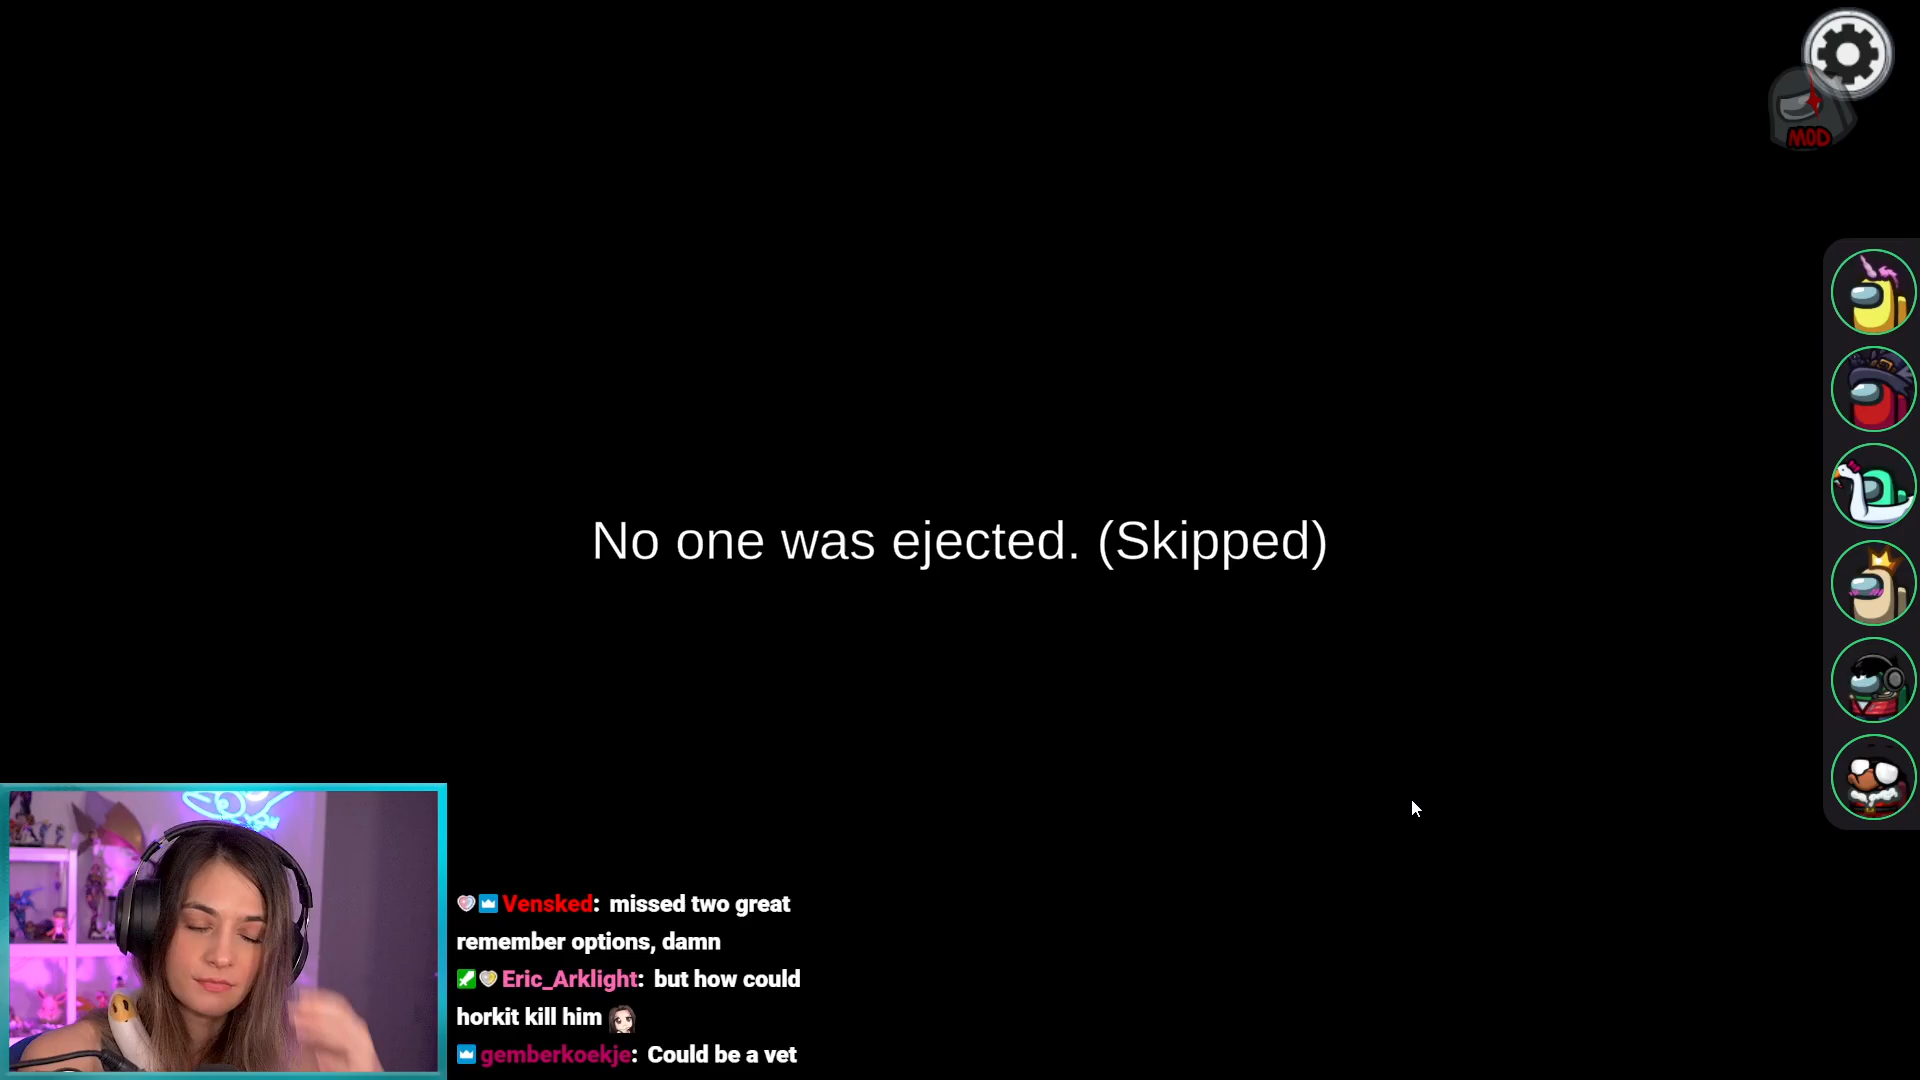 MOD
No one was ejected. (Skipped)
Vensked: missed two great
remember options, damn
Eric_Arklight: but how could
horkit kill him
gemberkoekje: Could be a vet